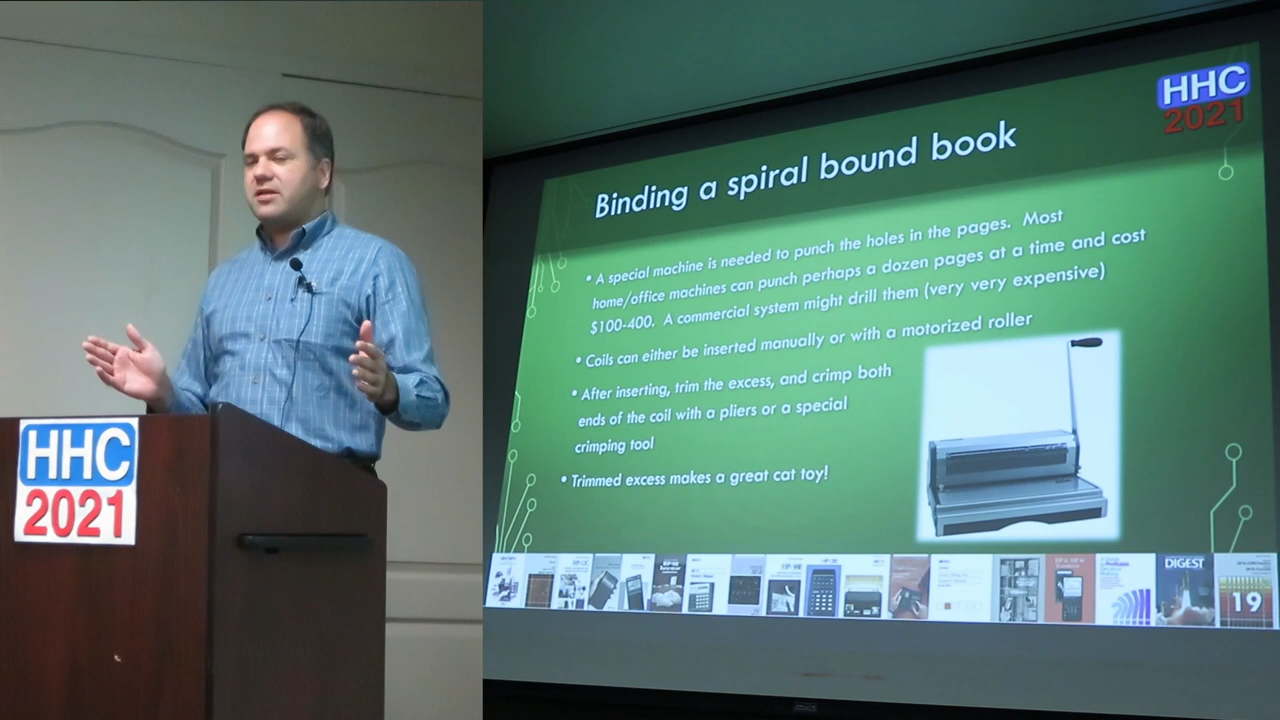 HHC
2021
HHC
2021
Binding a spiral bound book
• A special machine is needed to punch the holes in the pages. Most
home/office machines can punch perhaps a dozen pages at a time and cost
$100-400. A commercial system might drill them (very very expensive)
• Coils can either be inserted manually or with a motorized roller
• After inserting, trim the excess, and crimp both
ends of the coil with a pliers or a special
crimping tool
• Trimmed excess makes a great cat toy!
DIGEST
19